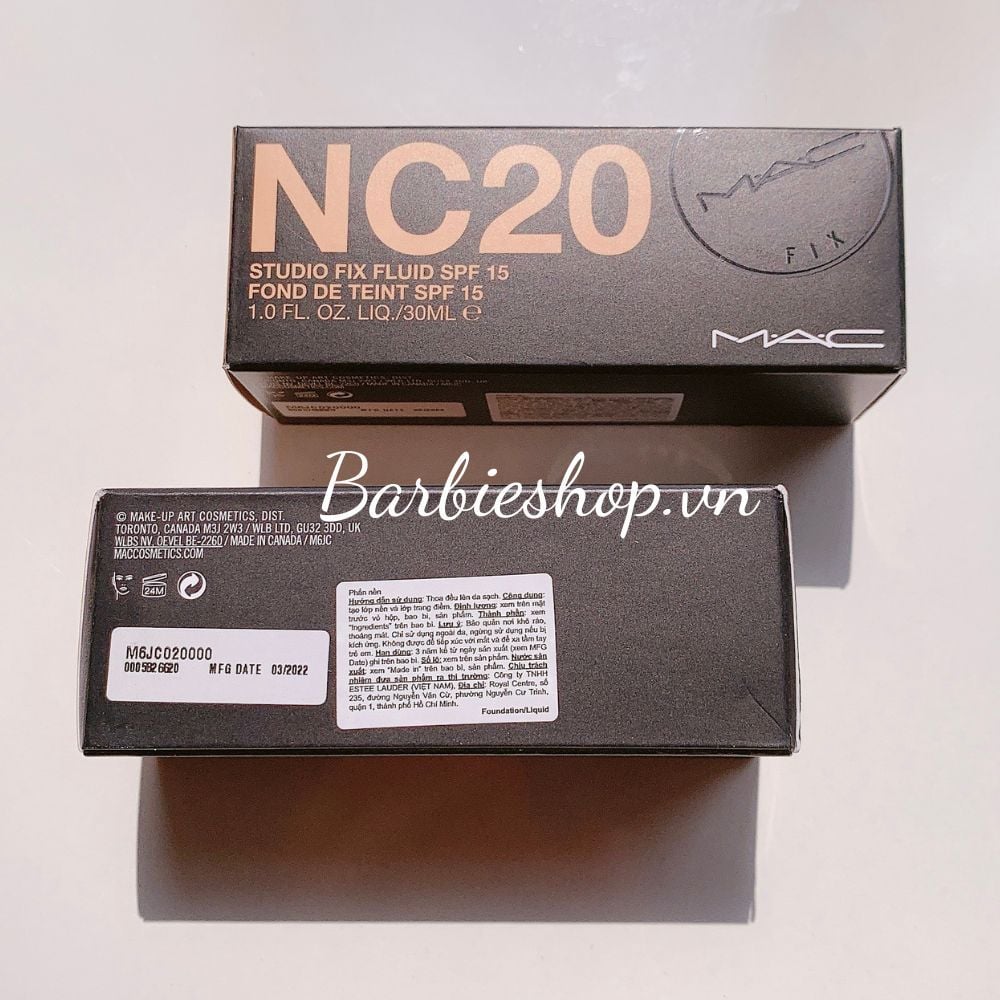 NC20
MAC
FIX
STUDIO FIX FLUID SPF 15
FOND DE TEINT SPF 15
1.0 FL. OZ. LIQ./30ML e
M·A·C
MAKE-UP ART COSMETICS, DIST.
M6JC020000
MFG DATE
Barbieshop.vn
© MAKE-UP ART COSMETICS, DIST.
TORONTO, CANADA M3J 2W3 / WLB LTD, GU32 3DD, UK
WLBS NV. OEVEL BE-2260 / MADE IN CANADA / M6JC
MACCOSMETICS.COM
24M
M6JC020000
0005B26620 MFG DATE 03/2022
Phấn nền
Hướng dẫn sử dụng: Thoa đều lên da sạch. Công dụng:
tạo lớp nền và lớp trang điểm. Định lượng: xem trên mặt
trước vỏ hộp, bao bì, sản phẩm. Thành phần: xem
"Ingredients" trên bao bì. Lưu ý: Bảo quản nơi khô ráo,
thoáng mát. Chỉ sử dụng ngoài da, ngừng sử dụng nếu bị
kích ứng. Không được để tiếp xúc với mắt và để xa tầm tay
trẻ em. Hạn dùng: 3 năm kể từ ngày sản xuất (xem MFG
Date) ghi trên bao bì. Số lô: xem trên sản phẩm. Nước sản
xuất: xem "Made in" trên bao bì, sản phẩm. Chịu trách
nhiệm đưa sản phẩm ra thị trường: Công ty TNHH
ESTEE LAUDER (VIỆT NAM). Địa chỉ: Royal Centre, số
235, đường Nguyễn Văn Cừ, phường Nguyễn Cư Trinh,
quận 1, thành phố Hồ Chí Minh.
Foundation/Liquid